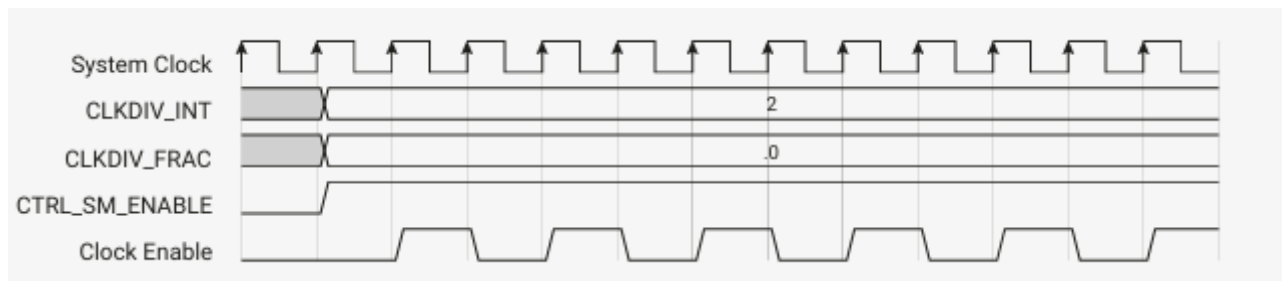 System Clock
CLKDIV_INT
2
CLKDIV_FRAC
.0
CTRL_SM_ENABLE
Clock Enable